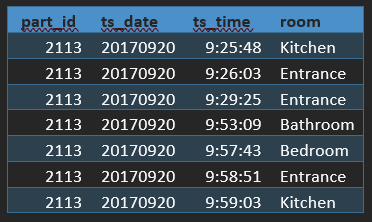 part_id ts_date ts_time room
2113 20170920 9:25:48 Kitchen
2113 20170920 9:26:03 Entrance
2113 20170920 9:29:25 Entrance
2113 20170920 9:53:09 Bathroom
2113 20170920 9:57:43 Bedroom
2113 20170920 9:58:51 Entrance
2113 20170920 9:59:03 Kitchen